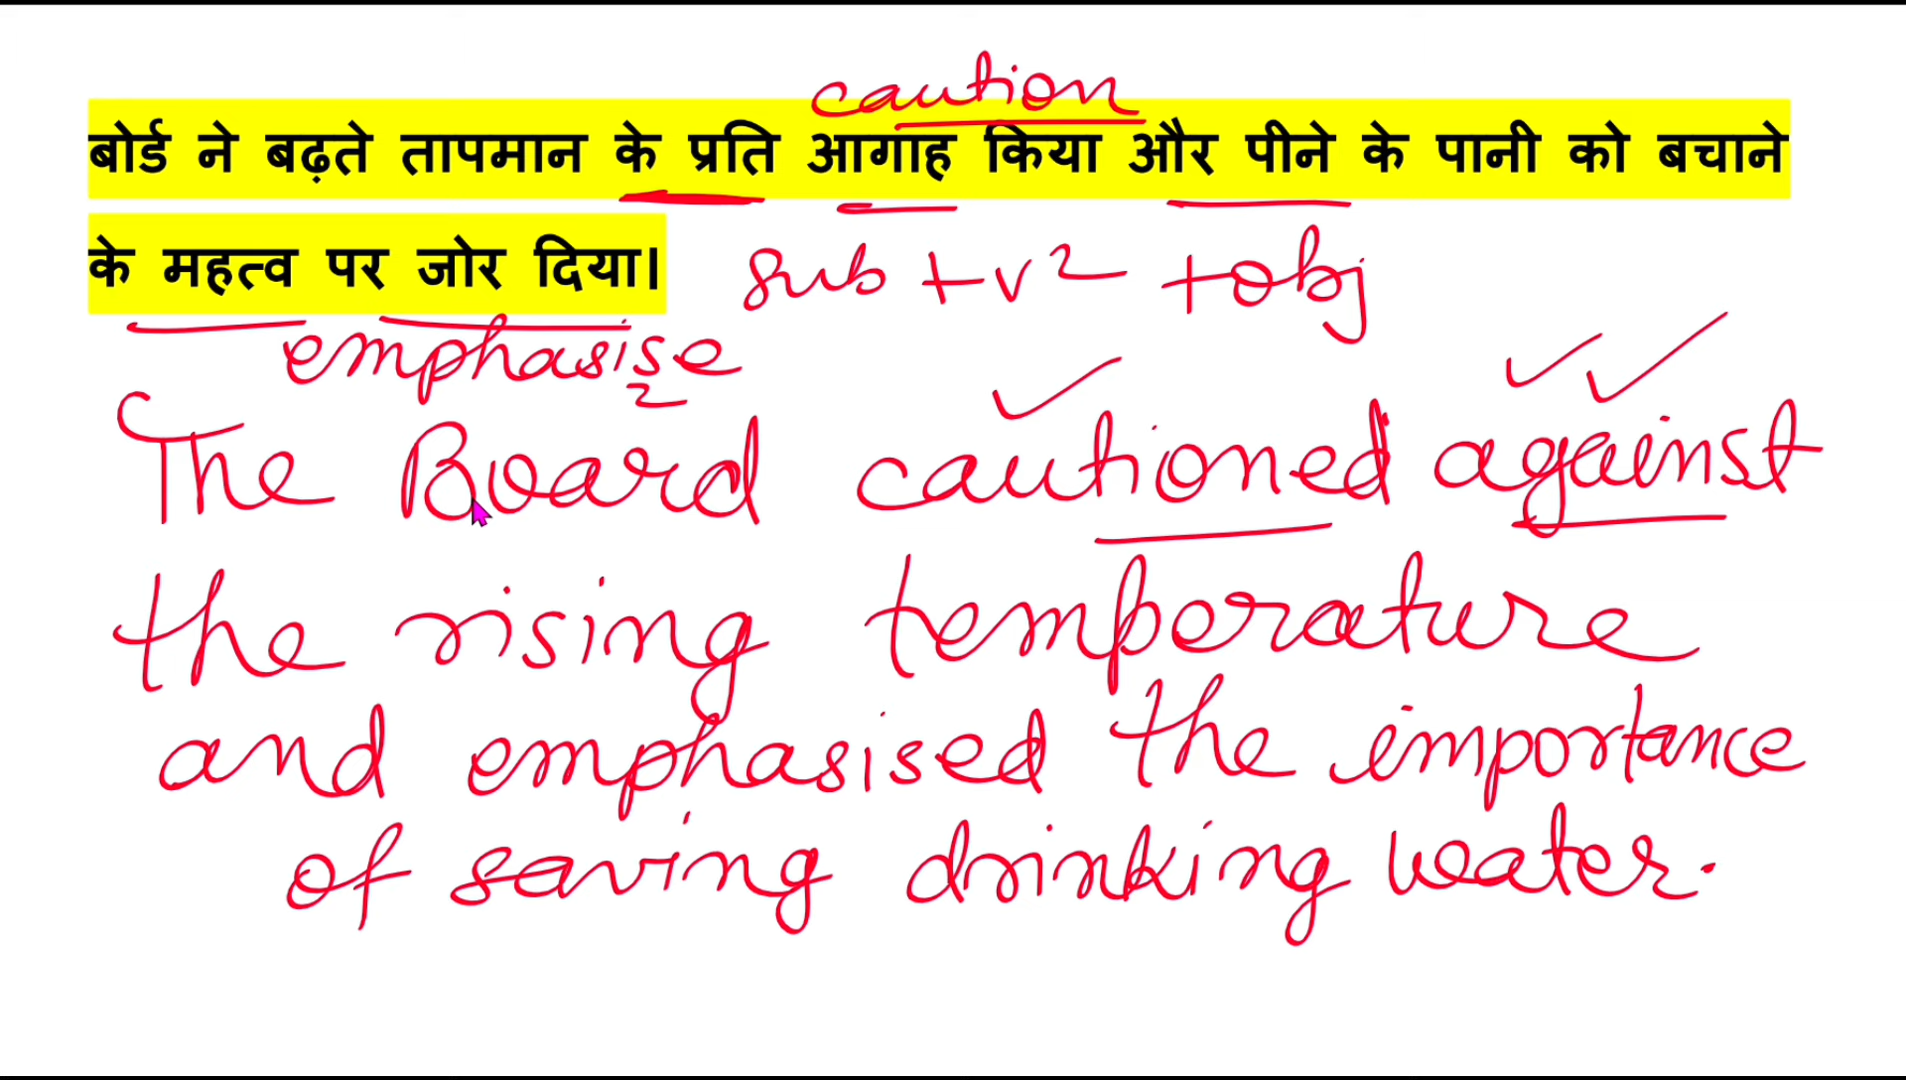 caution
बोर्ड ने बढ़ते तापमान के प्रति आगाह किया और पीने के पानी को बचाने
के महत्व पर जोर दिया।
sub + v2 + obj
emphasise
z
The Board cautioned against
the rising temperature
and emphasised the importance
of saving drinking water.